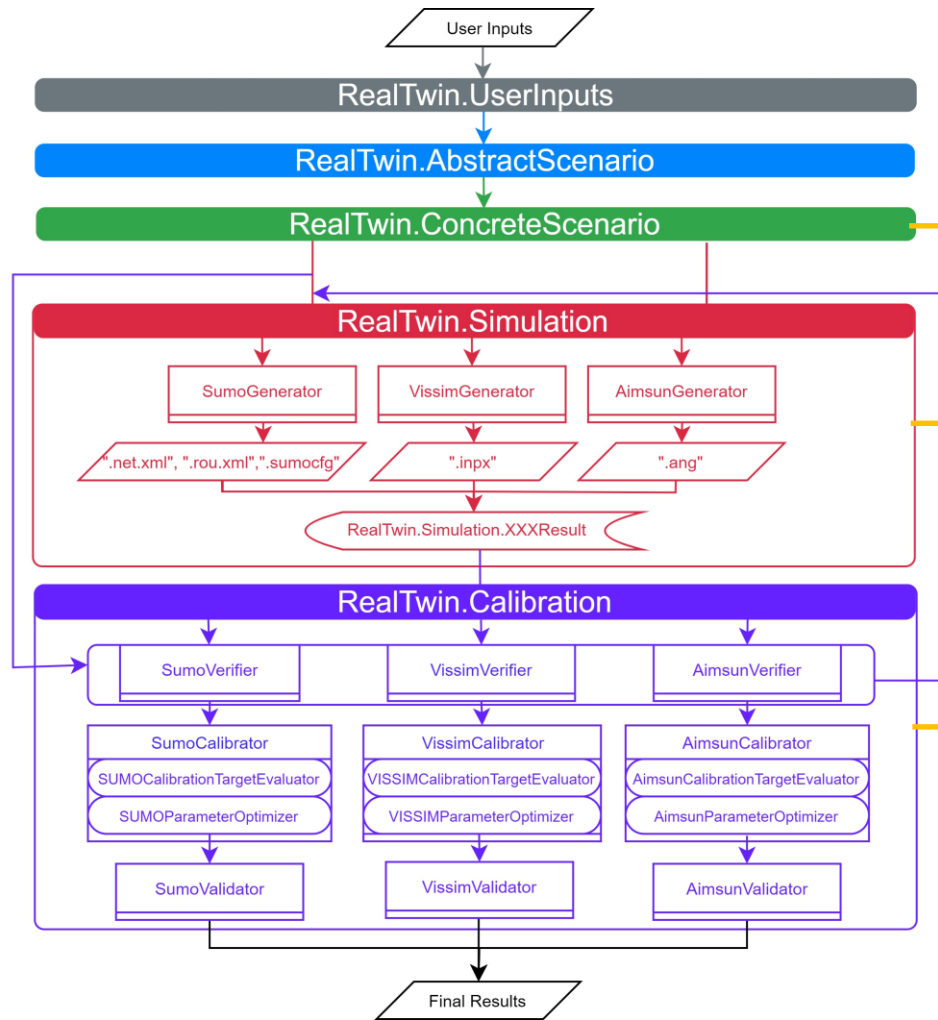 User Inputs
RealTwin.UserInputs
RealTwin.AbstractScenario
RealTwin.ConcreteScenario
RealTwin.Simulation
SumoGenerator
VissimGenerator
AimsunGenerator
".net.xml", ".rou.xml",".sumocfg"
".inpx"
".ang"
RealTwin.Simulation.XXXResult
RealTwin.Calibration
SumoVerifier
VissimVerifier
AimsunVerifier
SumoCalibrator
VissimCalibrator
AimsunCalibrator
SUMOCalibrationTargetEvaluator
VISSIMCalibrationTargetEvaluator
AimsunCalibrationTargetEvaluator
SUMOParameterOptimizer
VISSIMParameterOptimizer
AimsunParameterOptimizer
SumoValidator
VissimValidator
AimsunValidator
Final Results